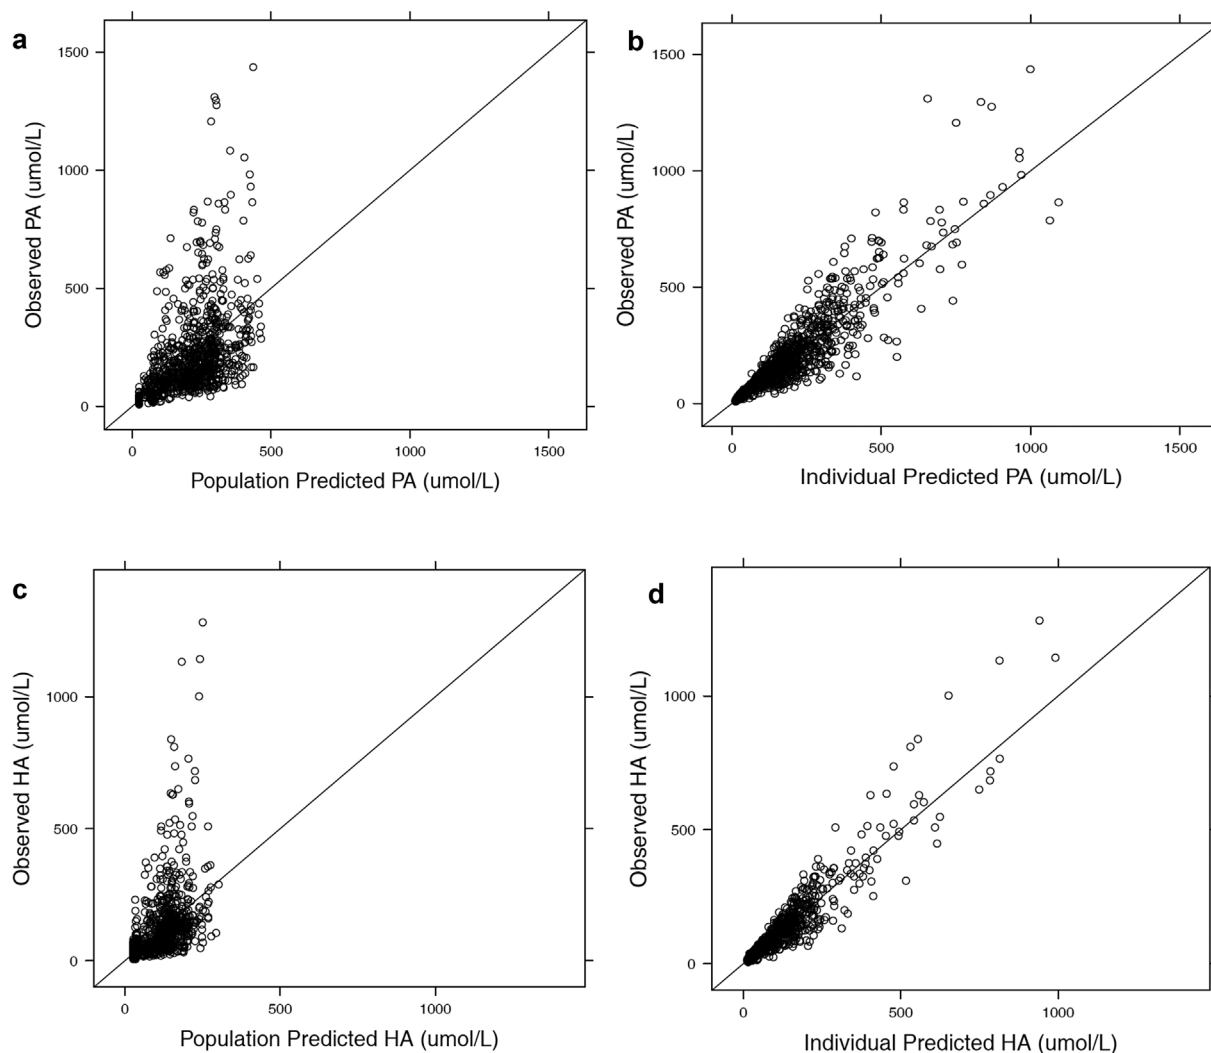 a
1500
1000
500
0
Observed PA (umol/L)
0
500
1000
1500
Population Predicted PA (umol/L)
b
1500
1000
500
0
Observed PA (umol/L)
0
500
1000
1500
Individual Predicted PA (umol/L)
c
1000
500
0
Observed HA (umol/L)
0
500
1000
Population Predicted HA (umol/L)
d
1000
500
0
Observed HA (umol/L)
0
500
1000
Individual Predicted HA (umol/L)